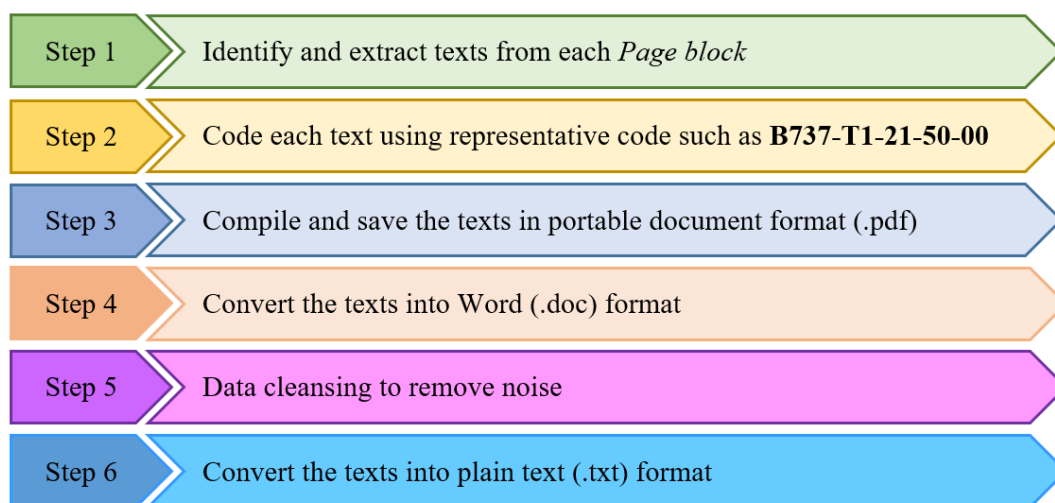 Step 1 Identify and extract texts from each Page block
Step 2 Code each text using representative code such as B737-T1-21-50-00
Step 3 Compile and save the texts in portable document format (.pdf)
Step 4 Convert the texts into Word (.doc) format
Step 5 Data cleansing to remove noise
Step 6 Convert the texts into plain text (.txt) format